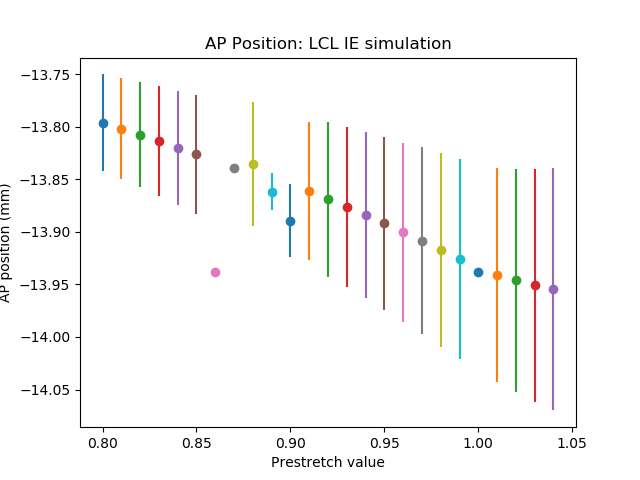 AP Position: LCL IE simulation
AP position (mm)
−13.75
−13.80
−13.85
−13.90
−13.95
−14.00
−14.05
0.80 0.85 0.90 0.95 1.00 1.05
Prestretch value